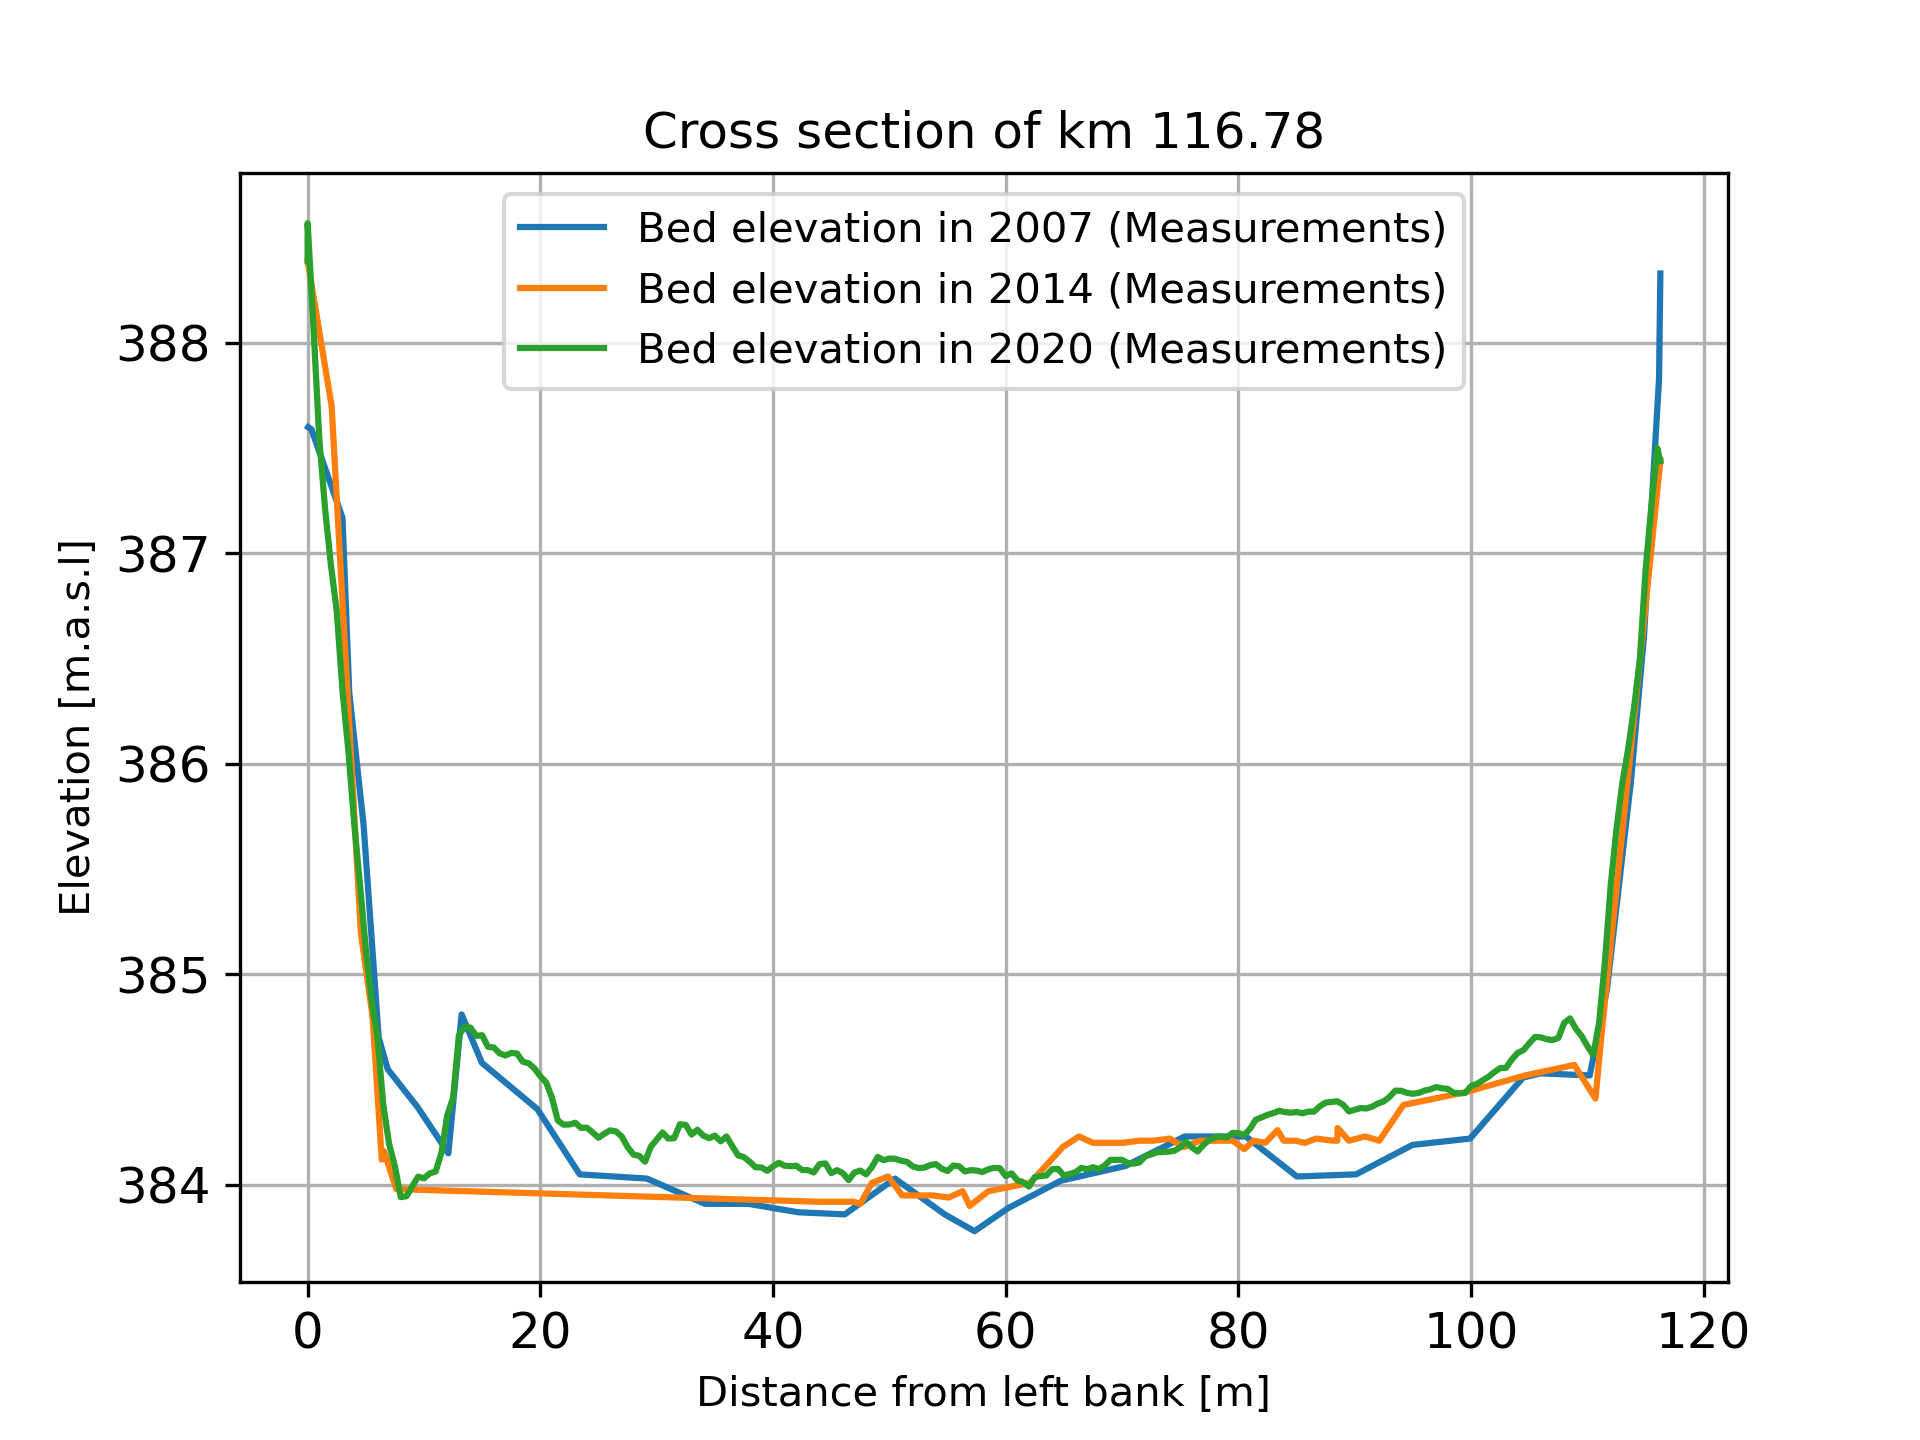 Cross section of km 116.78
Bed elevation in 2007 (Measurements)
Bed elevation in 2014 (Measurements)
Bed elevation in 2020 (Measurements)
Elevation [m.a.s.l]
388
387
386
385
384
0 20 40 60 80 100 120
Distance from left bank [m]